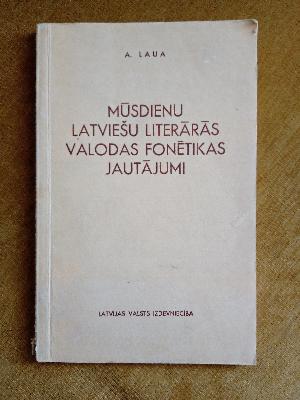 A. LAUA
MŪSDIENU
LATVIEŠU LITERĀRĀS
VALODAS FONĒTIKAS
JAUTĀJUMI
LATVIJAS VALSTS IZDEVNIECĪBA